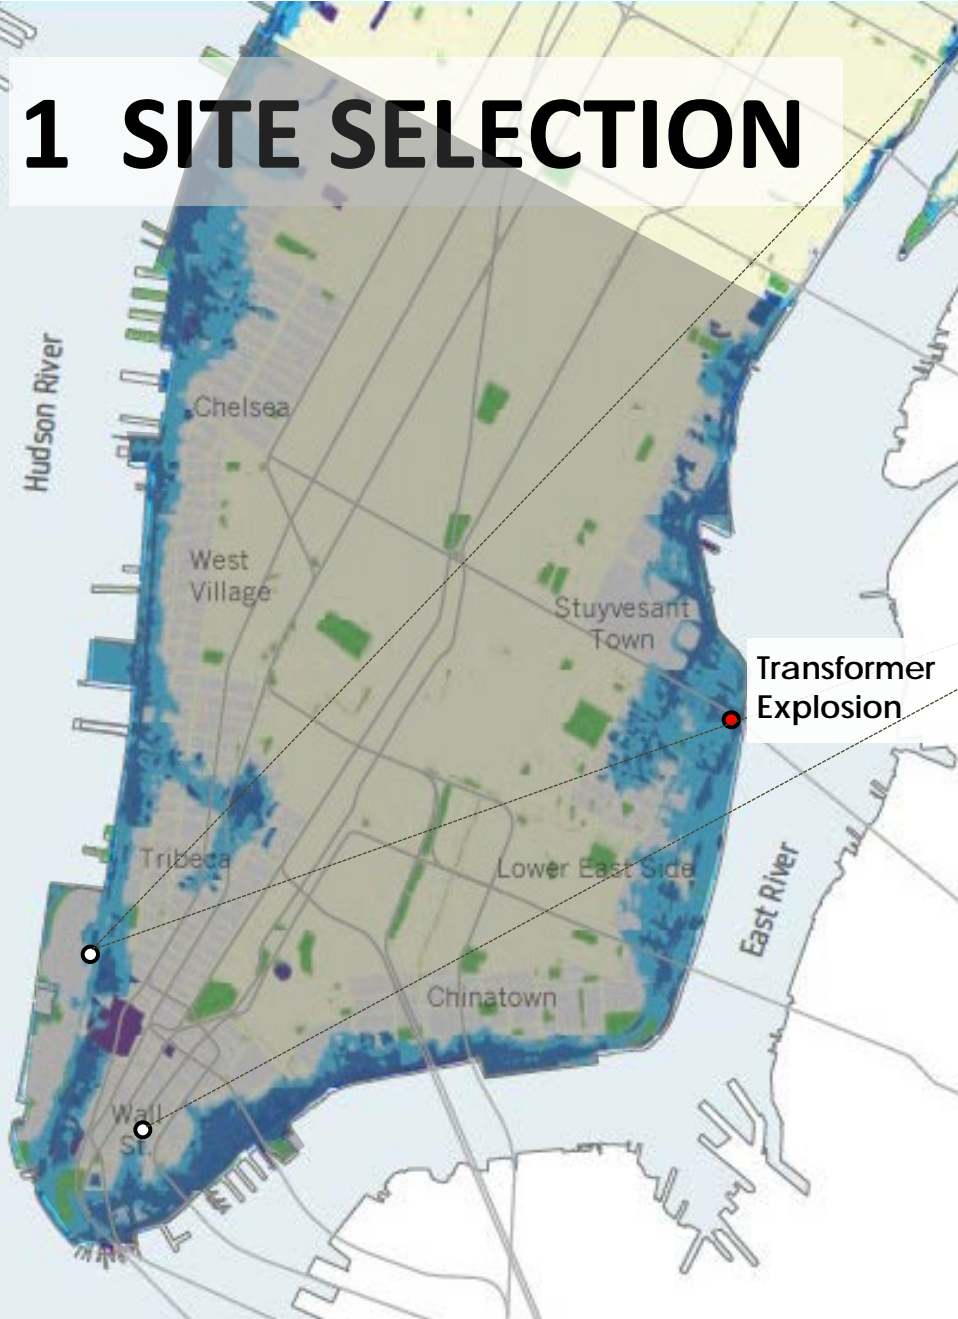 1 SITE SELECTION
Hudson River
Chelsea
West
Village
Stuyvesant
Town
Transformer
Explosion
Tribeca
Lower East Side
East River
Chinatown
Wall
St.